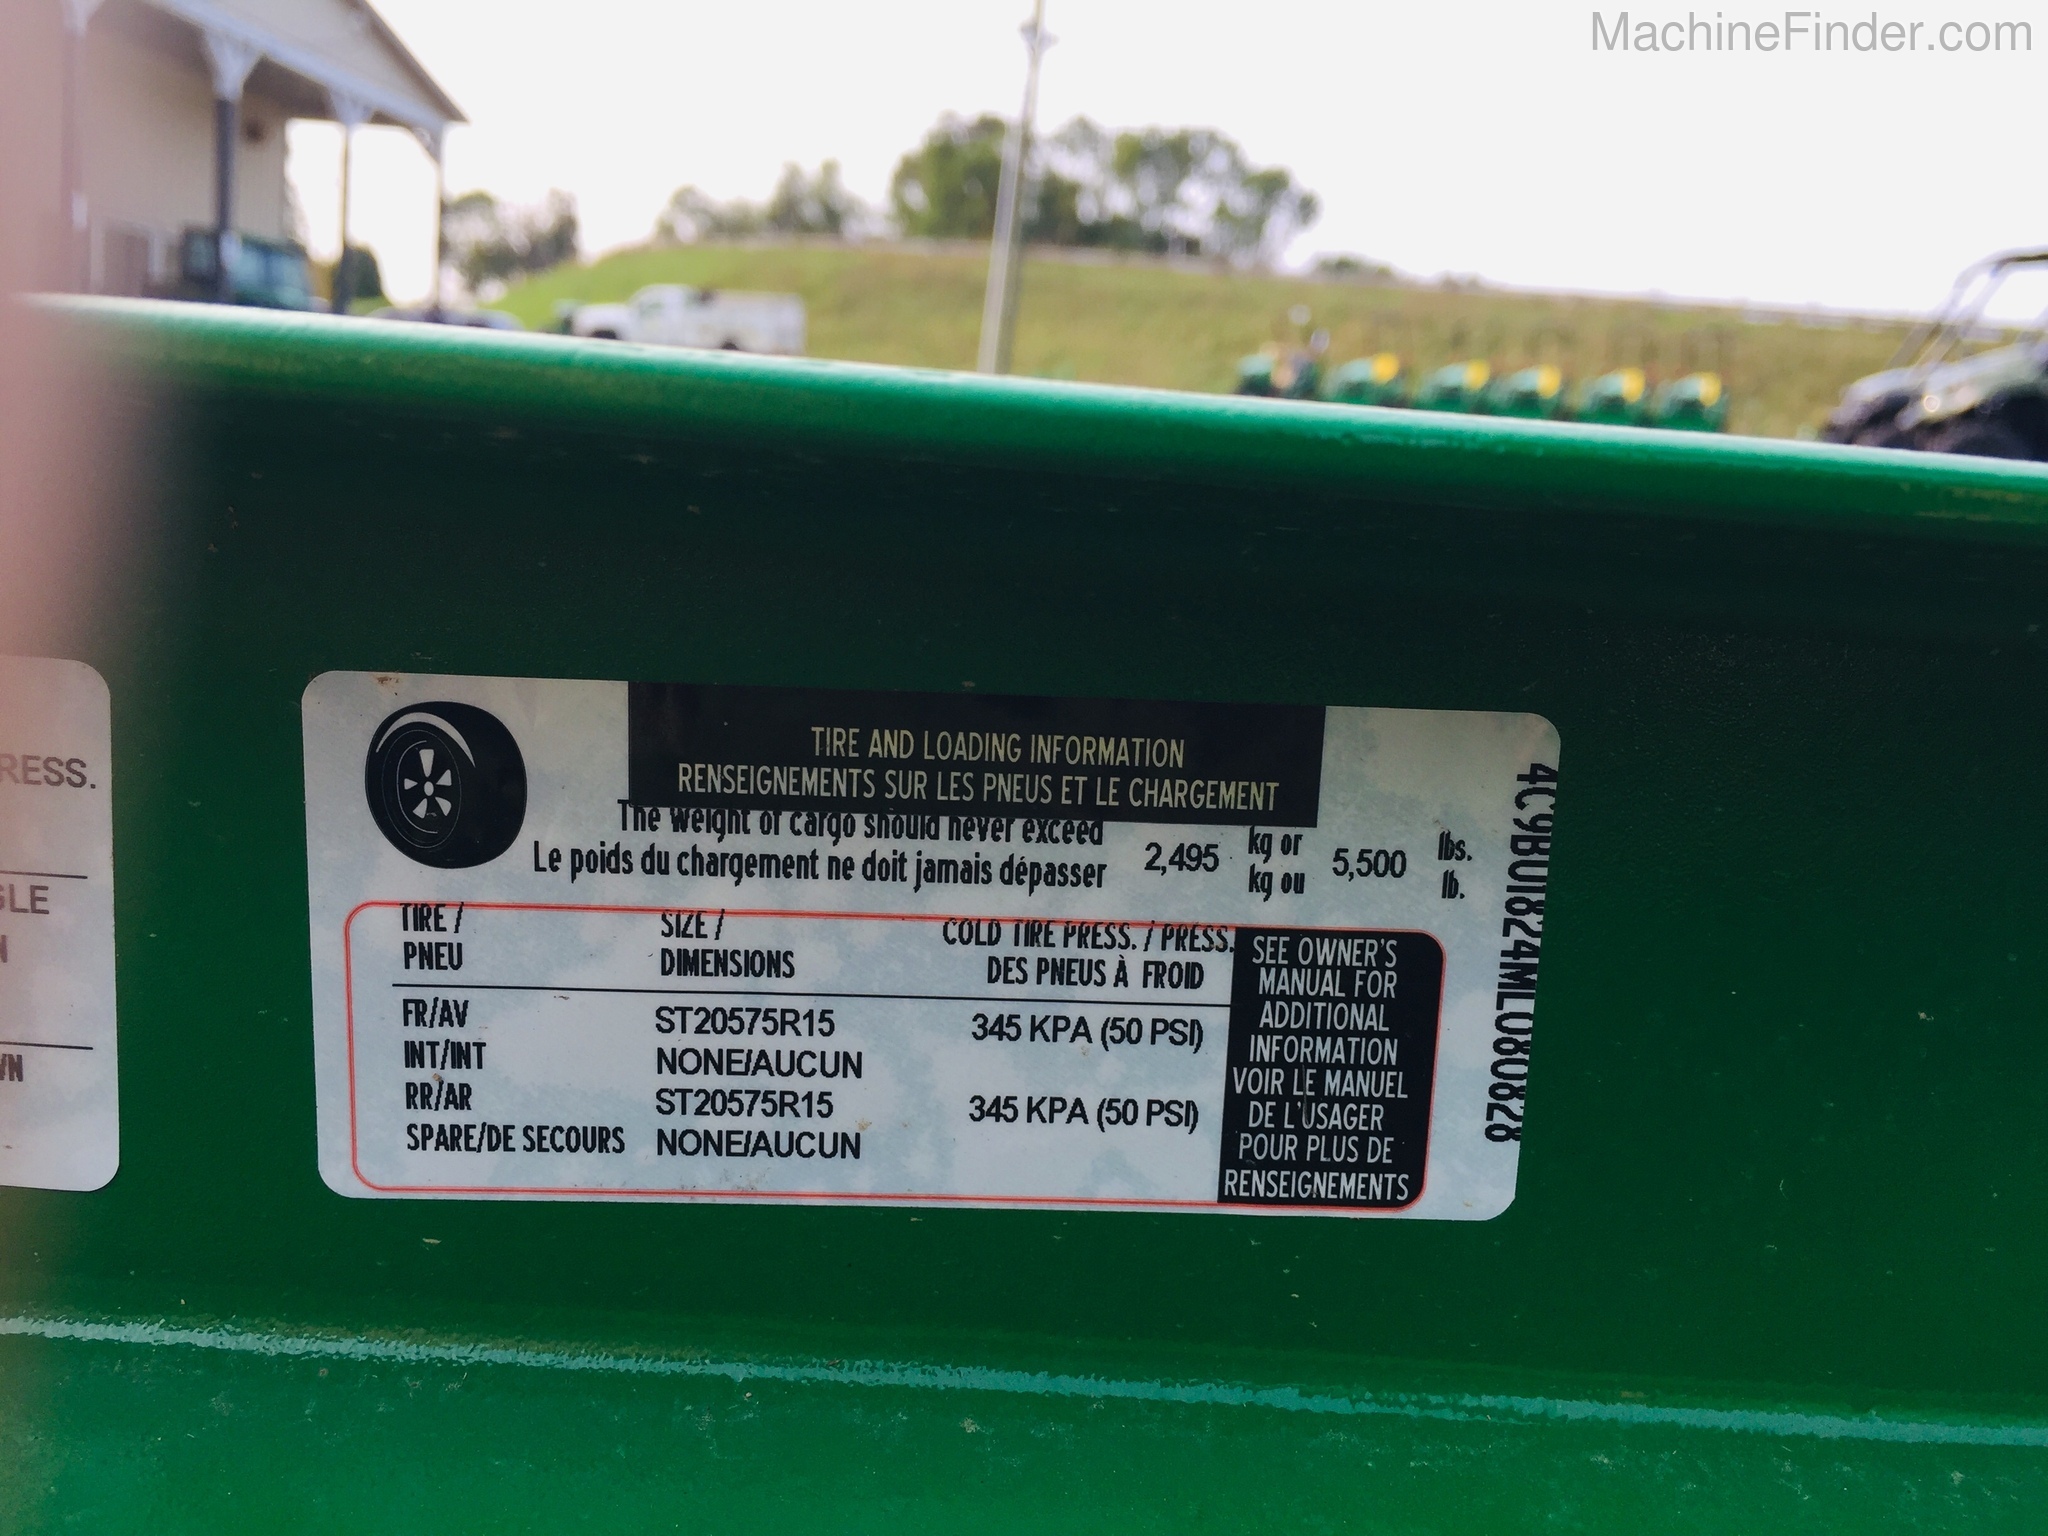 MachineFinder.com
TIRE AND LOADING INFORMATION
RENSEIGNEMENTS SUR LES PNEUS ET LE CHARGEMENT
The weight of cargo should never exceed
Le poids du chargement ne doit jamais dépasser
2,495 kg or 5,500 lbs.
kg ou lb.
TIRE / SIZE / COLD TIRE PRESS. / PRESS.
PNEU DIMENSIONS DES PNEUS À FROID
FR/AV ST20575R15 345 KPA (50 PSI)
INT/INT NONE/AUCUN
RR/AR ST20575R15 345 KPA (50 PSI)
SPARE/DE SECOURS NONE/AUCUN
SEE OWNER'S
MANUAL FOR
ADDITIONAL
INFORMATION
VOIR LE MANUEL
DE L'USAGER
POUR PLUS DE
RENSEIGNEMENTS
RESS.